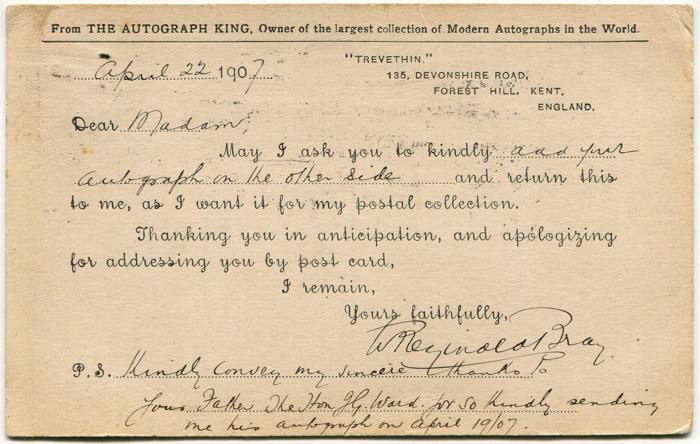 From THE AUTOGRAPH KING, Owner of the largest collection of Modern Autographs in the World.
April 22 1907
"TREVETHIN."
135, DEVONSHIRE ROAD,
FOREST HILL, KENT,
ENGLAND.
Dear Madam,
May I ask you to kindly add your
autograph on the other side and return this
to me, as I want it for my postal collection.
Thanking you in anticipation, and apologizing
for addressing you by post card,
I remain,
Yours faithfully,
W Reginald Bray.
P.S. Kindly convey my sincere thanks to
your Father The Hon Ward. for so kindly sending
me his autograph on April 19/07.